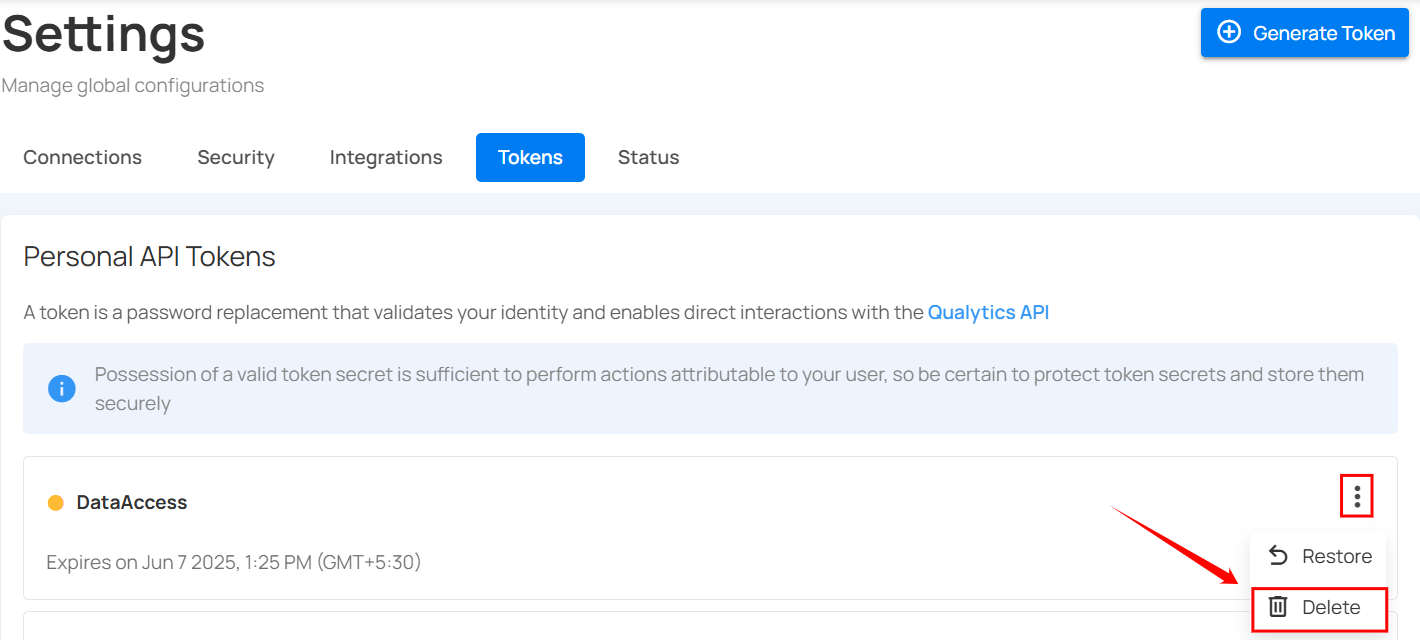 Settings
Generate Token
Manage global configurations
Connections Security Integrations Tokens Status
Personal API Tokens
A token is a password replacement that validates your identity and enables direct interactions with the Qualytics API
Possession of a valid token secret is sufficient to perform actions attributable to your user, so be certain to protect token secrets and store them
securely
DataAccess
Expires on Jun 7 2025, 1:25 PM (GMT+5:30)
Restore
Delete